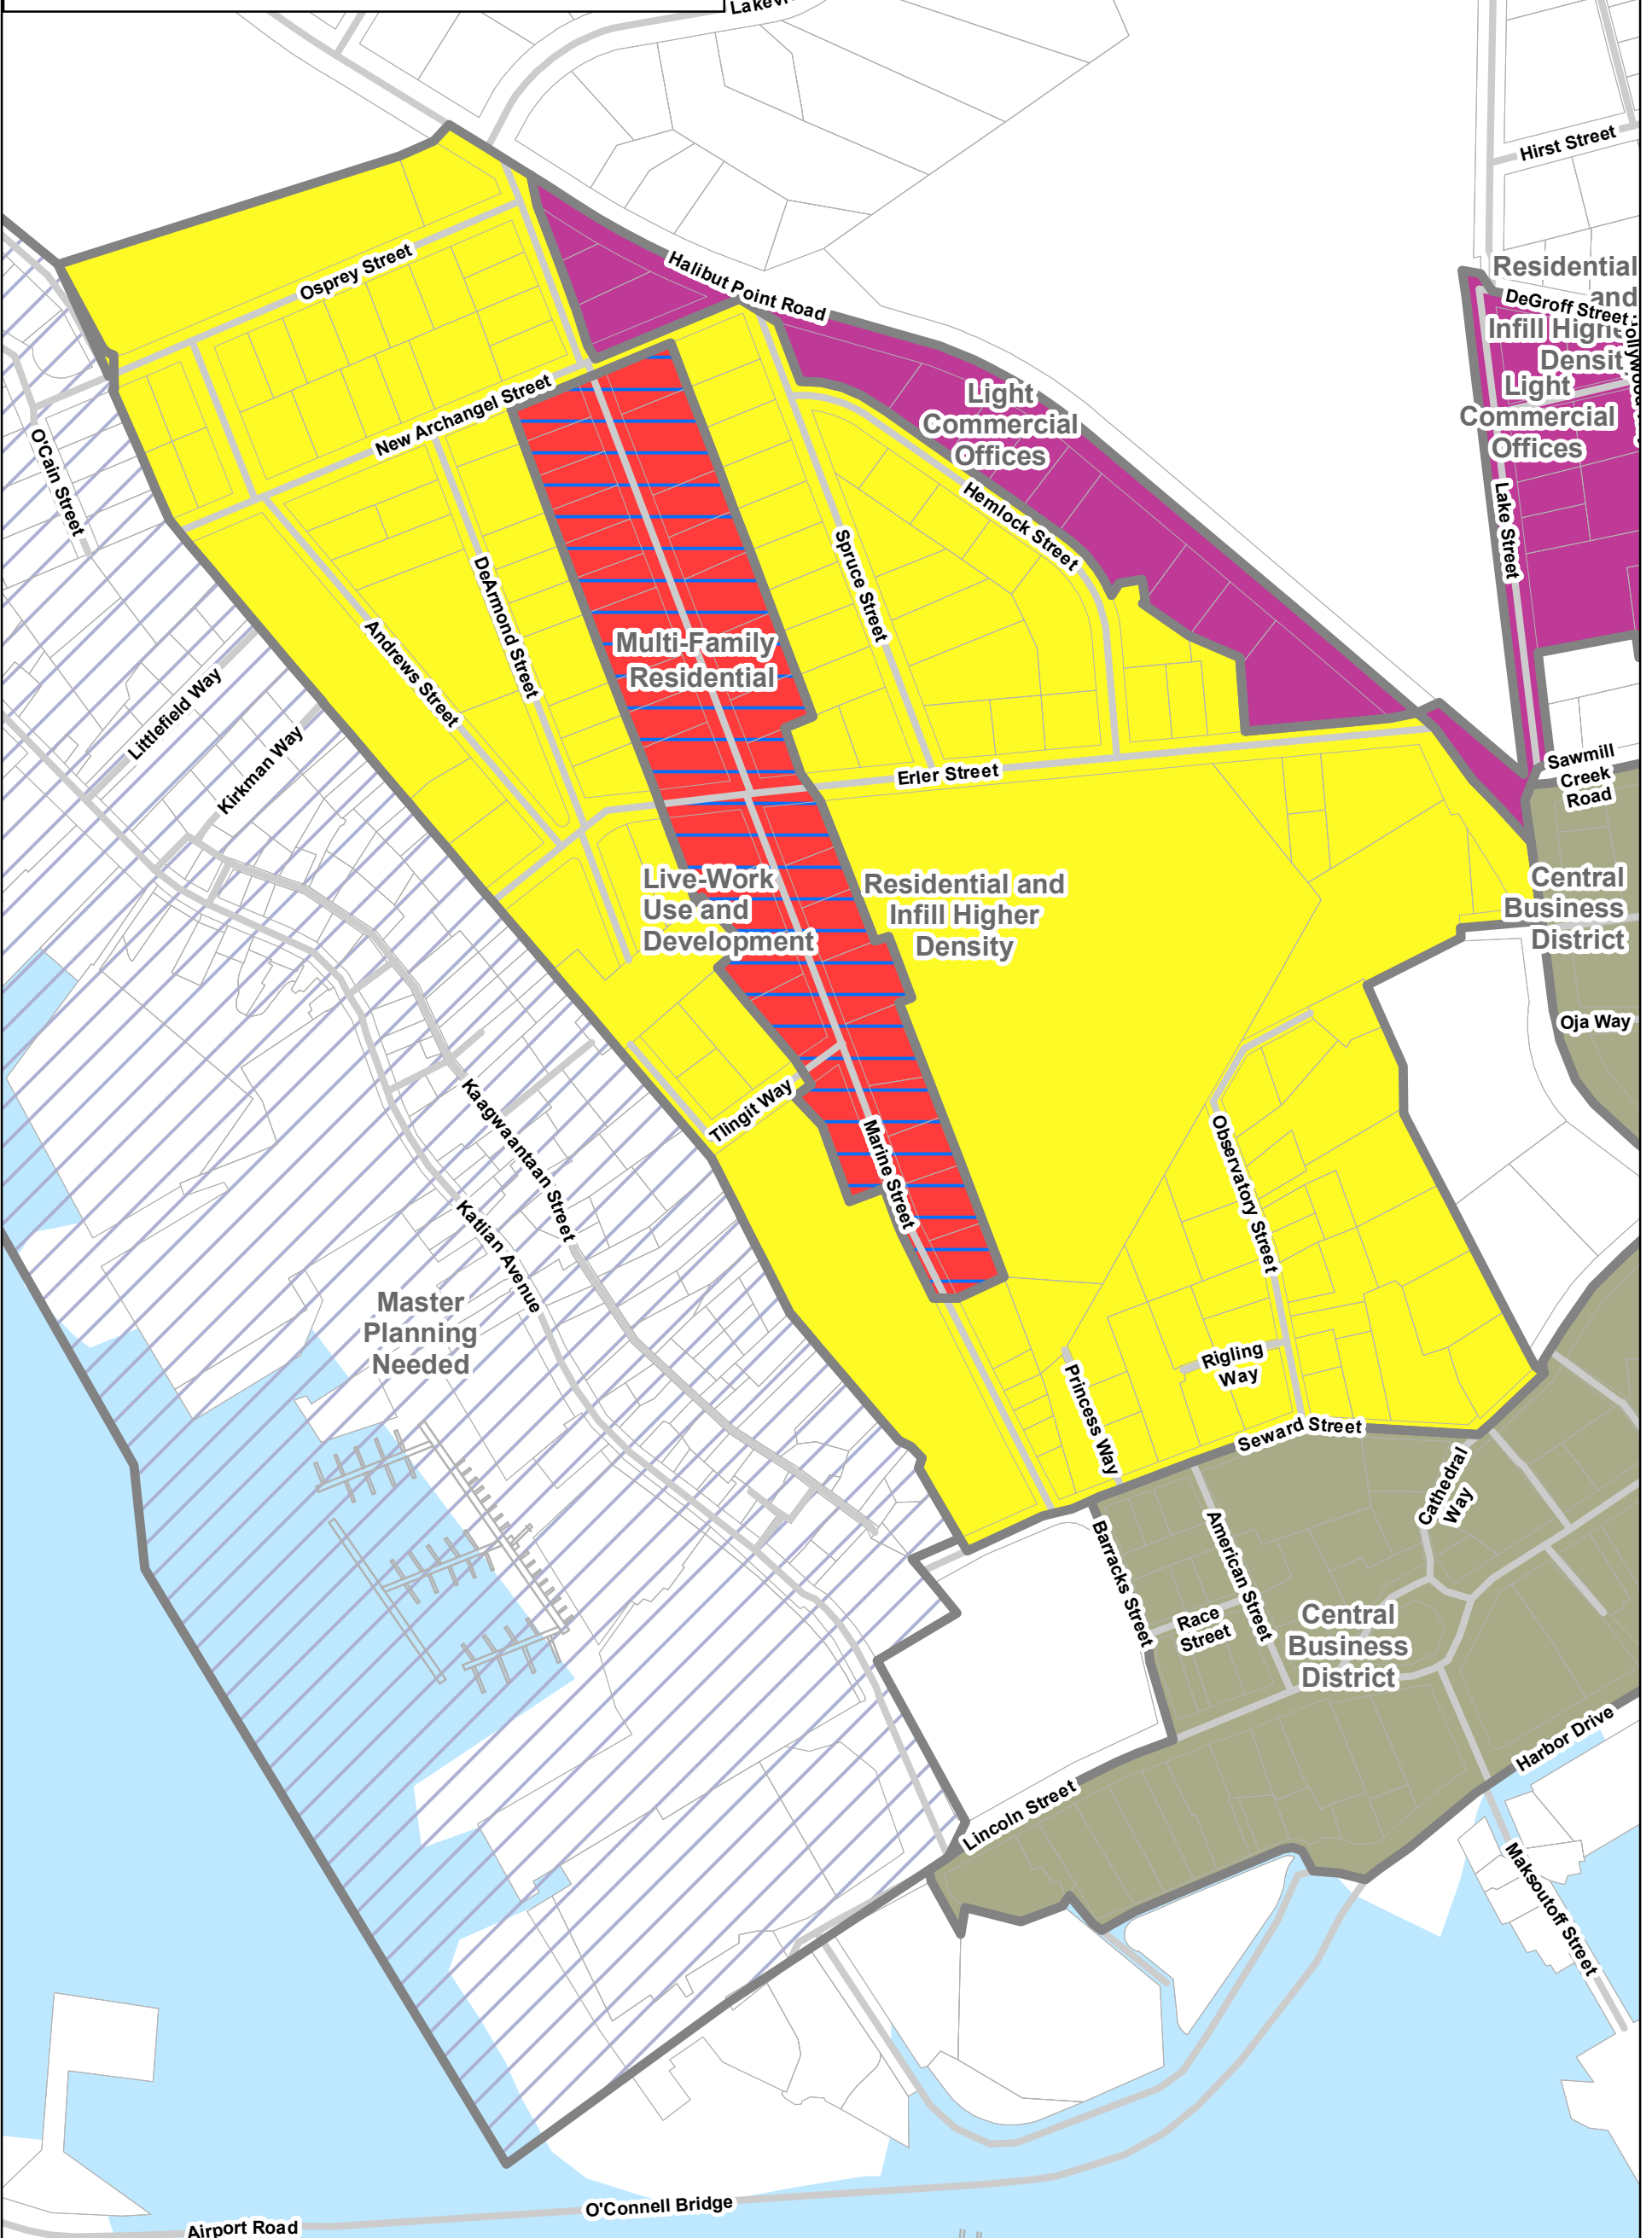 Hirst Street
Residential
and
DeGroff Street
Infill Highe
Densit
Light
Commercial
Offices
Osprey Street
Halibut Point Road
Light
Commercial
Offices
New Archangel Street
O'Cain Street
Hemlock Street
Lake Street
Spruce Street
DeArmond Street
Andrews Street
Multi-Family
Residential
Littlefield Way
Kirkman Way
Erler Street
Sawmill
Creek
Road
Live-Work
Use and
Development
Residential and
Infill Higher
Density
Central
Business
District
Oja Way
Tlingit Way
Kaagwaantaan Street
Marine Street
Observatory Street
Katlian Avenue
Master
Planning
Needed
Rigling
Way
Princess Way
Seward Street
Cathedral
Way
Barracks Street
American Street
Race
Street
Central
Business
District
Harbor Drive
Lincoln Street
Maksoutoff Street
O'Connell Bridge
Airport Road